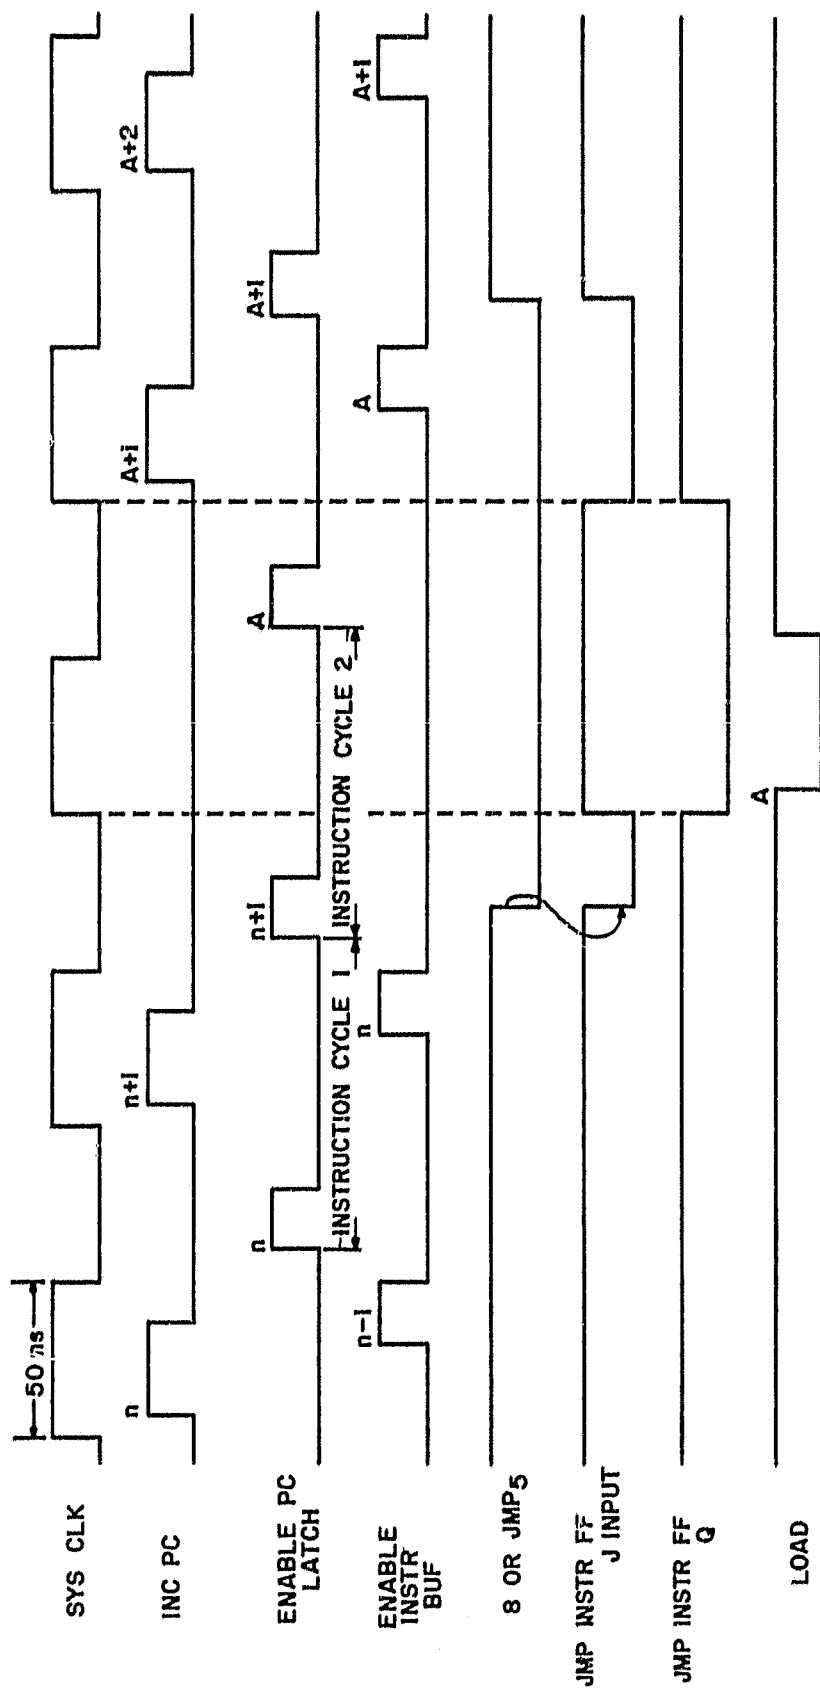 SYS CLK
50 ns
INC PC
n
n+1
A+1
A+2
ENABLE PC
LATCH
n
n+1
A
A+1
INSTRUCTION CYCLE 1
INSTRUCTION CYCLE 2
ENABLE
INSTR
BUF
n-1
n
A
A+1
8 OR JMP5
JMP INSTR FF
J INPUT
JMP INSTR FF
Q
LOAD
A